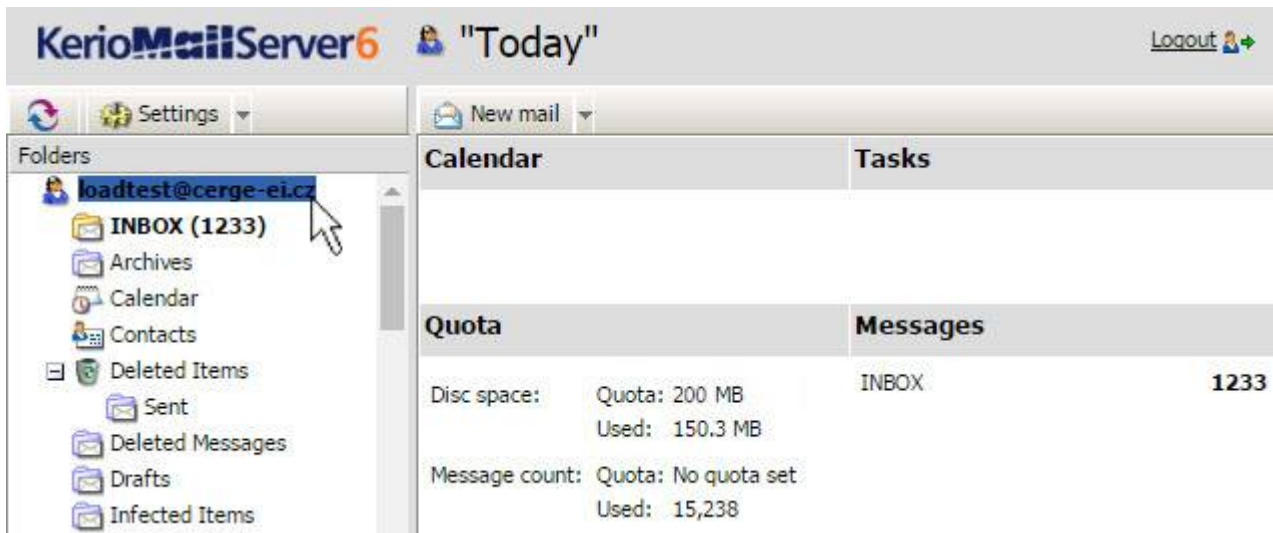 KerioMailServer6 "Today" Logout
Settings New mail
Folders
loadtest@cerge-ei.cz
INBOX (1233)
Archives
Calendar
Contacts
Deleted Items
Sent
Deleted Messages
Drafts
Infected Items
Calendar Tasks
Quota Messages
Disc space: Quota: 200 MB INBOX 1233
Used: 150.3 MB
Message count: Quota: No quota set
Used: 15,238